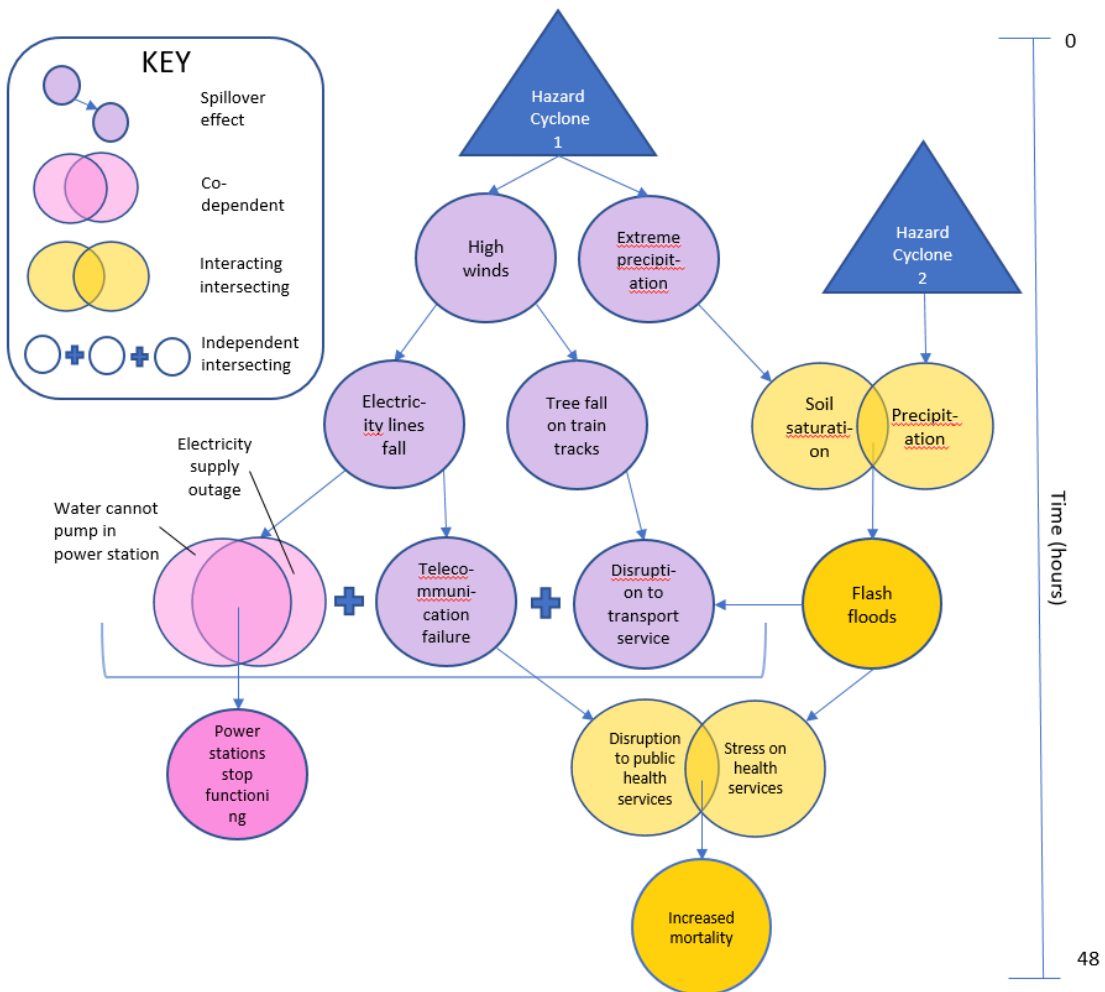 KEY
Spillover
effect
Co-
dependent
Interacting
intersecting
Independent
intersecting
0
Hazard
Cyclone
1
High
winds
Extreme
precipit-
ation
Hazard
Cyclone
2
Electric-
ity lines
fall
Tree fall
on train
tracks
Soil
saturati-
on
Precipit-
ation
Electricity
supply
outage
Water cannot
pump in
power station
Teleco-
mmuni-
cation
failure
Disrupti-
on to
transport
service
Flash
floods
Time (hours)
Power
stations
stop
functioni
ng
Disruption
to public
health
services
Stress on
health
services
Increased
mortality
48